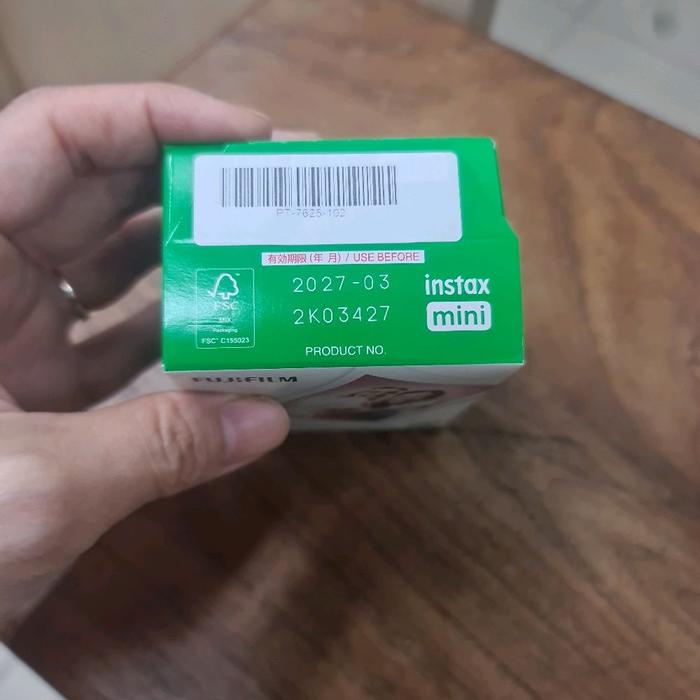 PT-7625-102
有効期限(年 月) / USE BEFORE
2027-03
2K03427
PRODUCT NO.
instax
mini
FSC
MIX
Packaging
FSC™ C155023
FUJIFILM